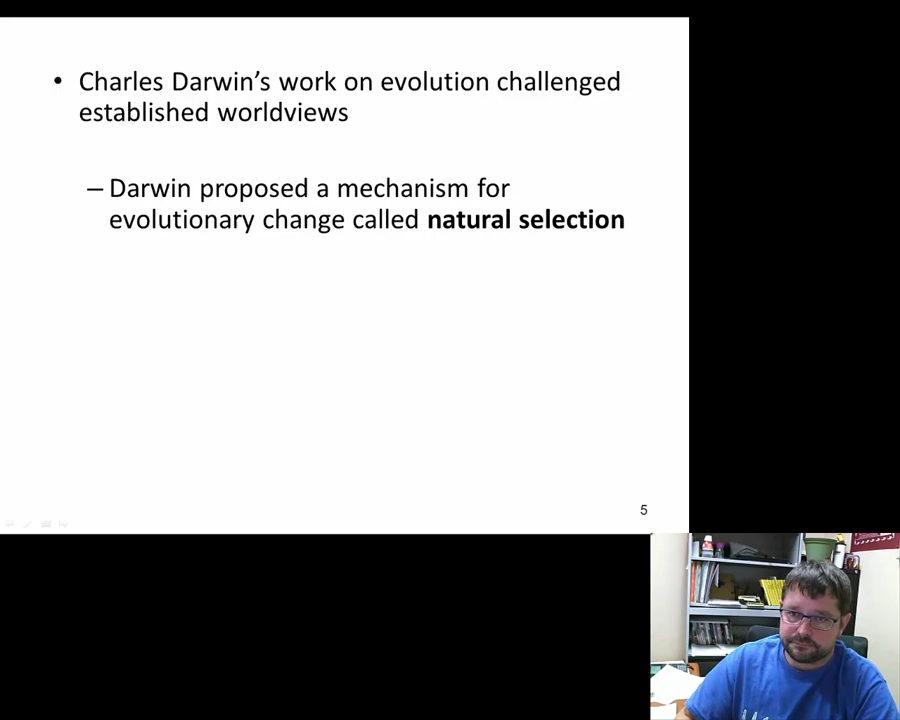 • Charles Darwin’s work on evolution challenged
established worldviews
– Darwin proposed a mechanism for
evolutionary change called natural selection
5